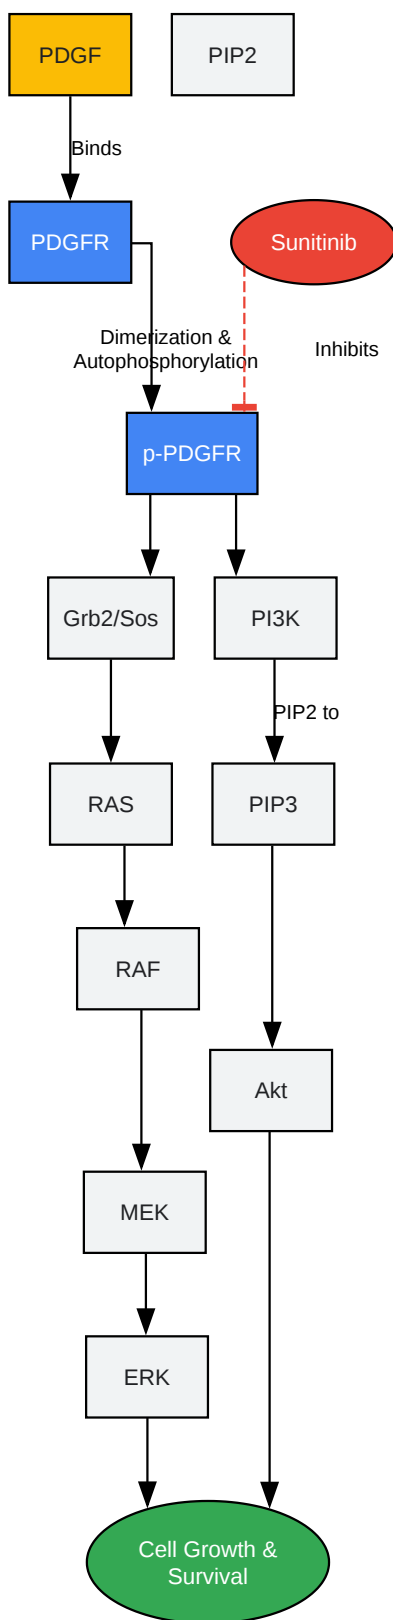 PDGF
PIP2
Binds
PDGFR
Sunitinib
Dimerization &
Autophosphorylation
Inhibits
p-PDGFR
Grb2/Sos
PI3K
PIP2 to
RAS
PIP3
RAF
Akt
MEK
ERK
Cell Growth &
Survival